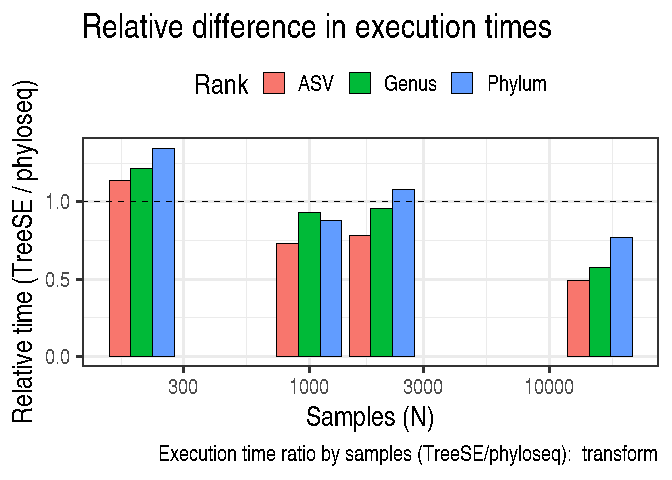 Relative difference in execution times
Rank ASV Genus Phylum
Relative time (TreeSE / phyloseq)
1.0
0.5
0.0
300 1000 3000 10000
Samples (N)
Execution time ratio by samples (TreeSE/phyloseq): transform